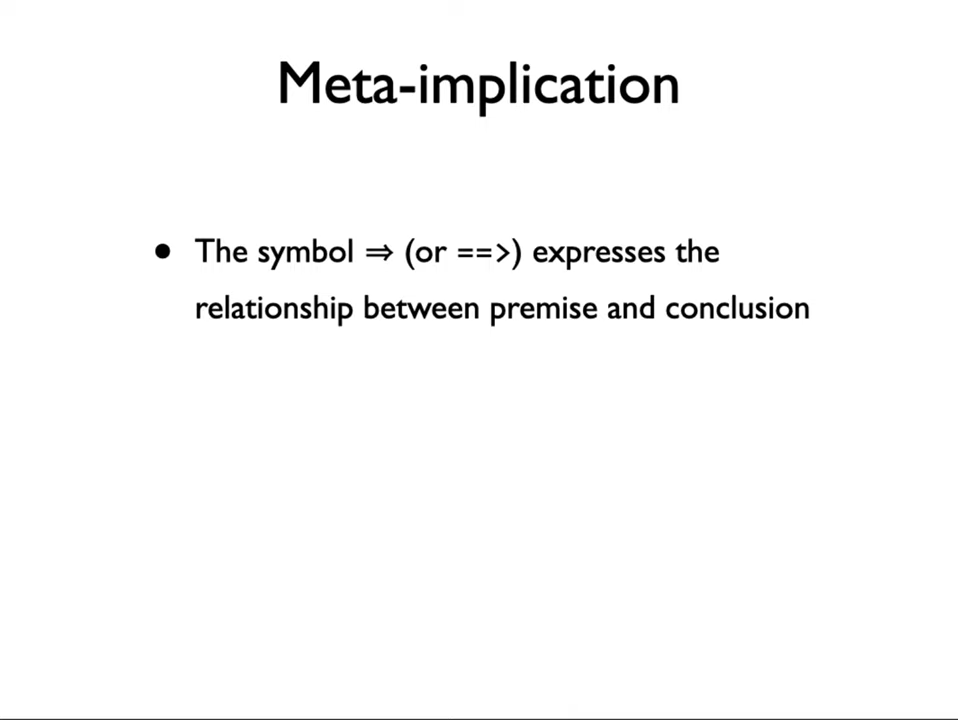 Meta-implication
• The symbol ⇒ (or ==>) expresses the
relationship between premise and conclusion